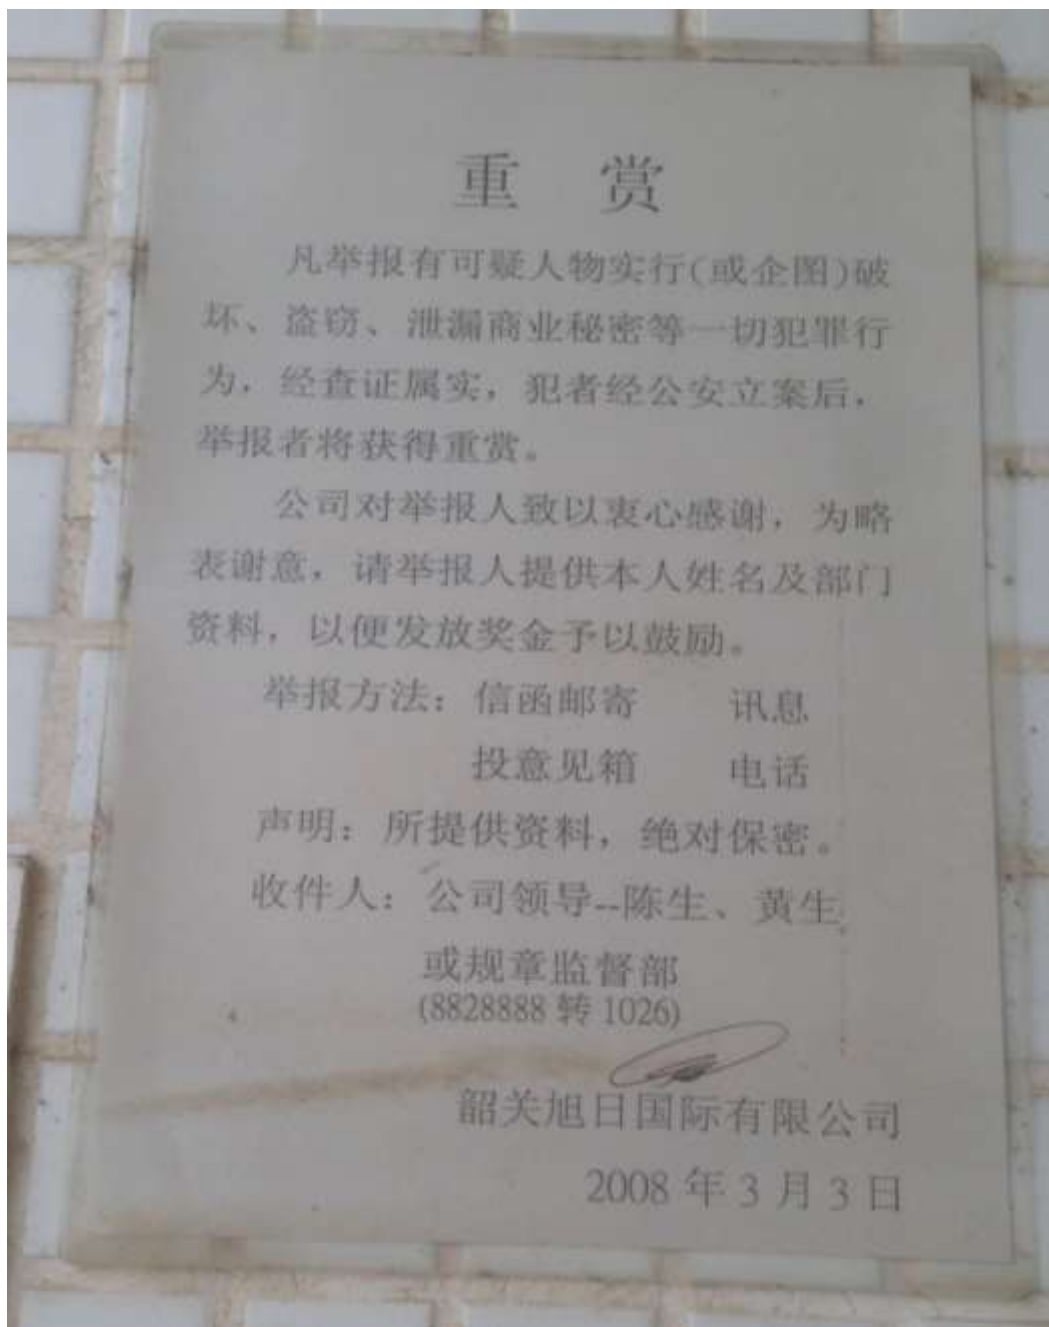 重 赏
凡举报有可疑人物实行(或企图)破
坏、盗窃、泄漏商业秘密等一切犯罪行
为，经查证属实，犯者经公安立案后，
举报者将获得重赏。
公司对举报人致以衷心感谢，为略
表谢意，请举报人提供本人姓名及部门
资料，以便发放奖金予以鼓励。
举报方法：信函邮寄 讯息
投意见箱 电话
声明：所提供资料，绝对保密。
收件人：公司领导--陈生、黄生
或规章监督部
(8828888 转 1026)
韶关旭日国际有限公司
2008 年 3 月 3 日